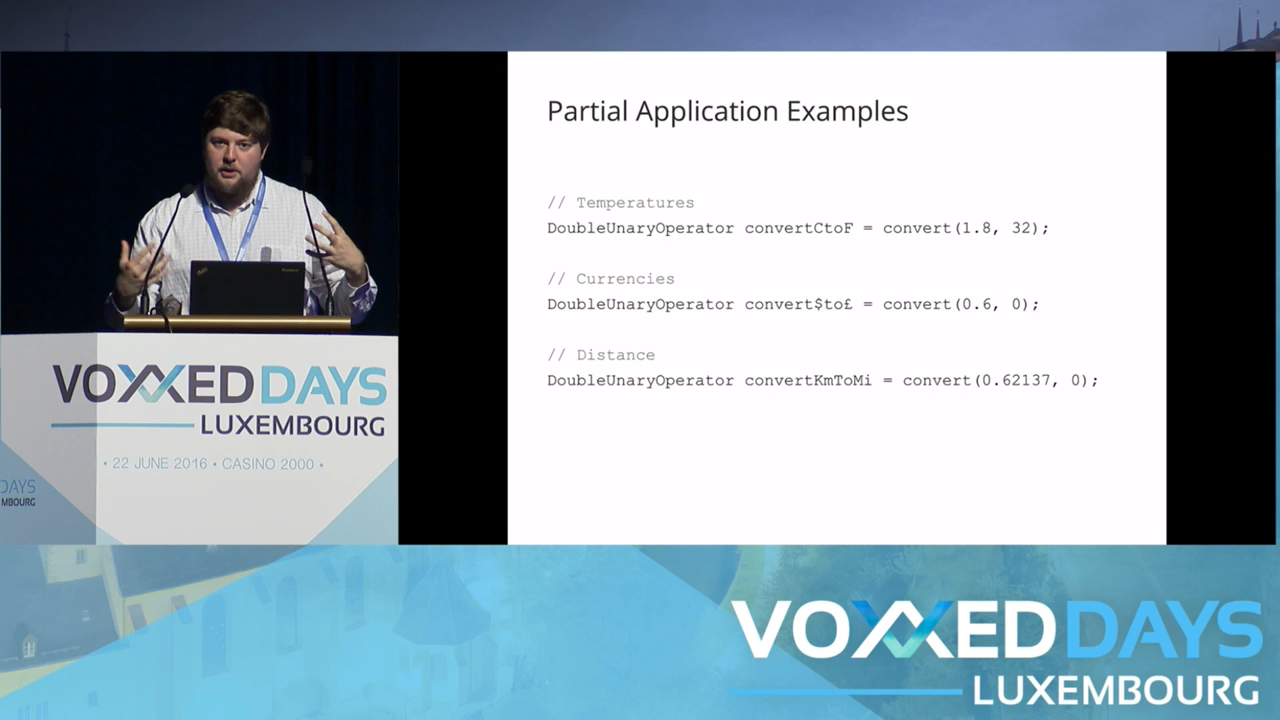 Partial Application Examples
// Temperatures
DoubleUnaryOperator convertCtoF = convert(1.8, 32);
// Currencies
DoubleUnaryOperator convert$to£ = convert(0.6, 0);
// Distance
DoubleUnaryOperator convertKmToMi = convert(0.62137, 0);
VOXXED DAYS
LUXEMBOURG
• 22 JUNE 2016 • CASINO 2000 •
DAYS
MBOURG
VOXXED DAYS
LUXEMBOURG